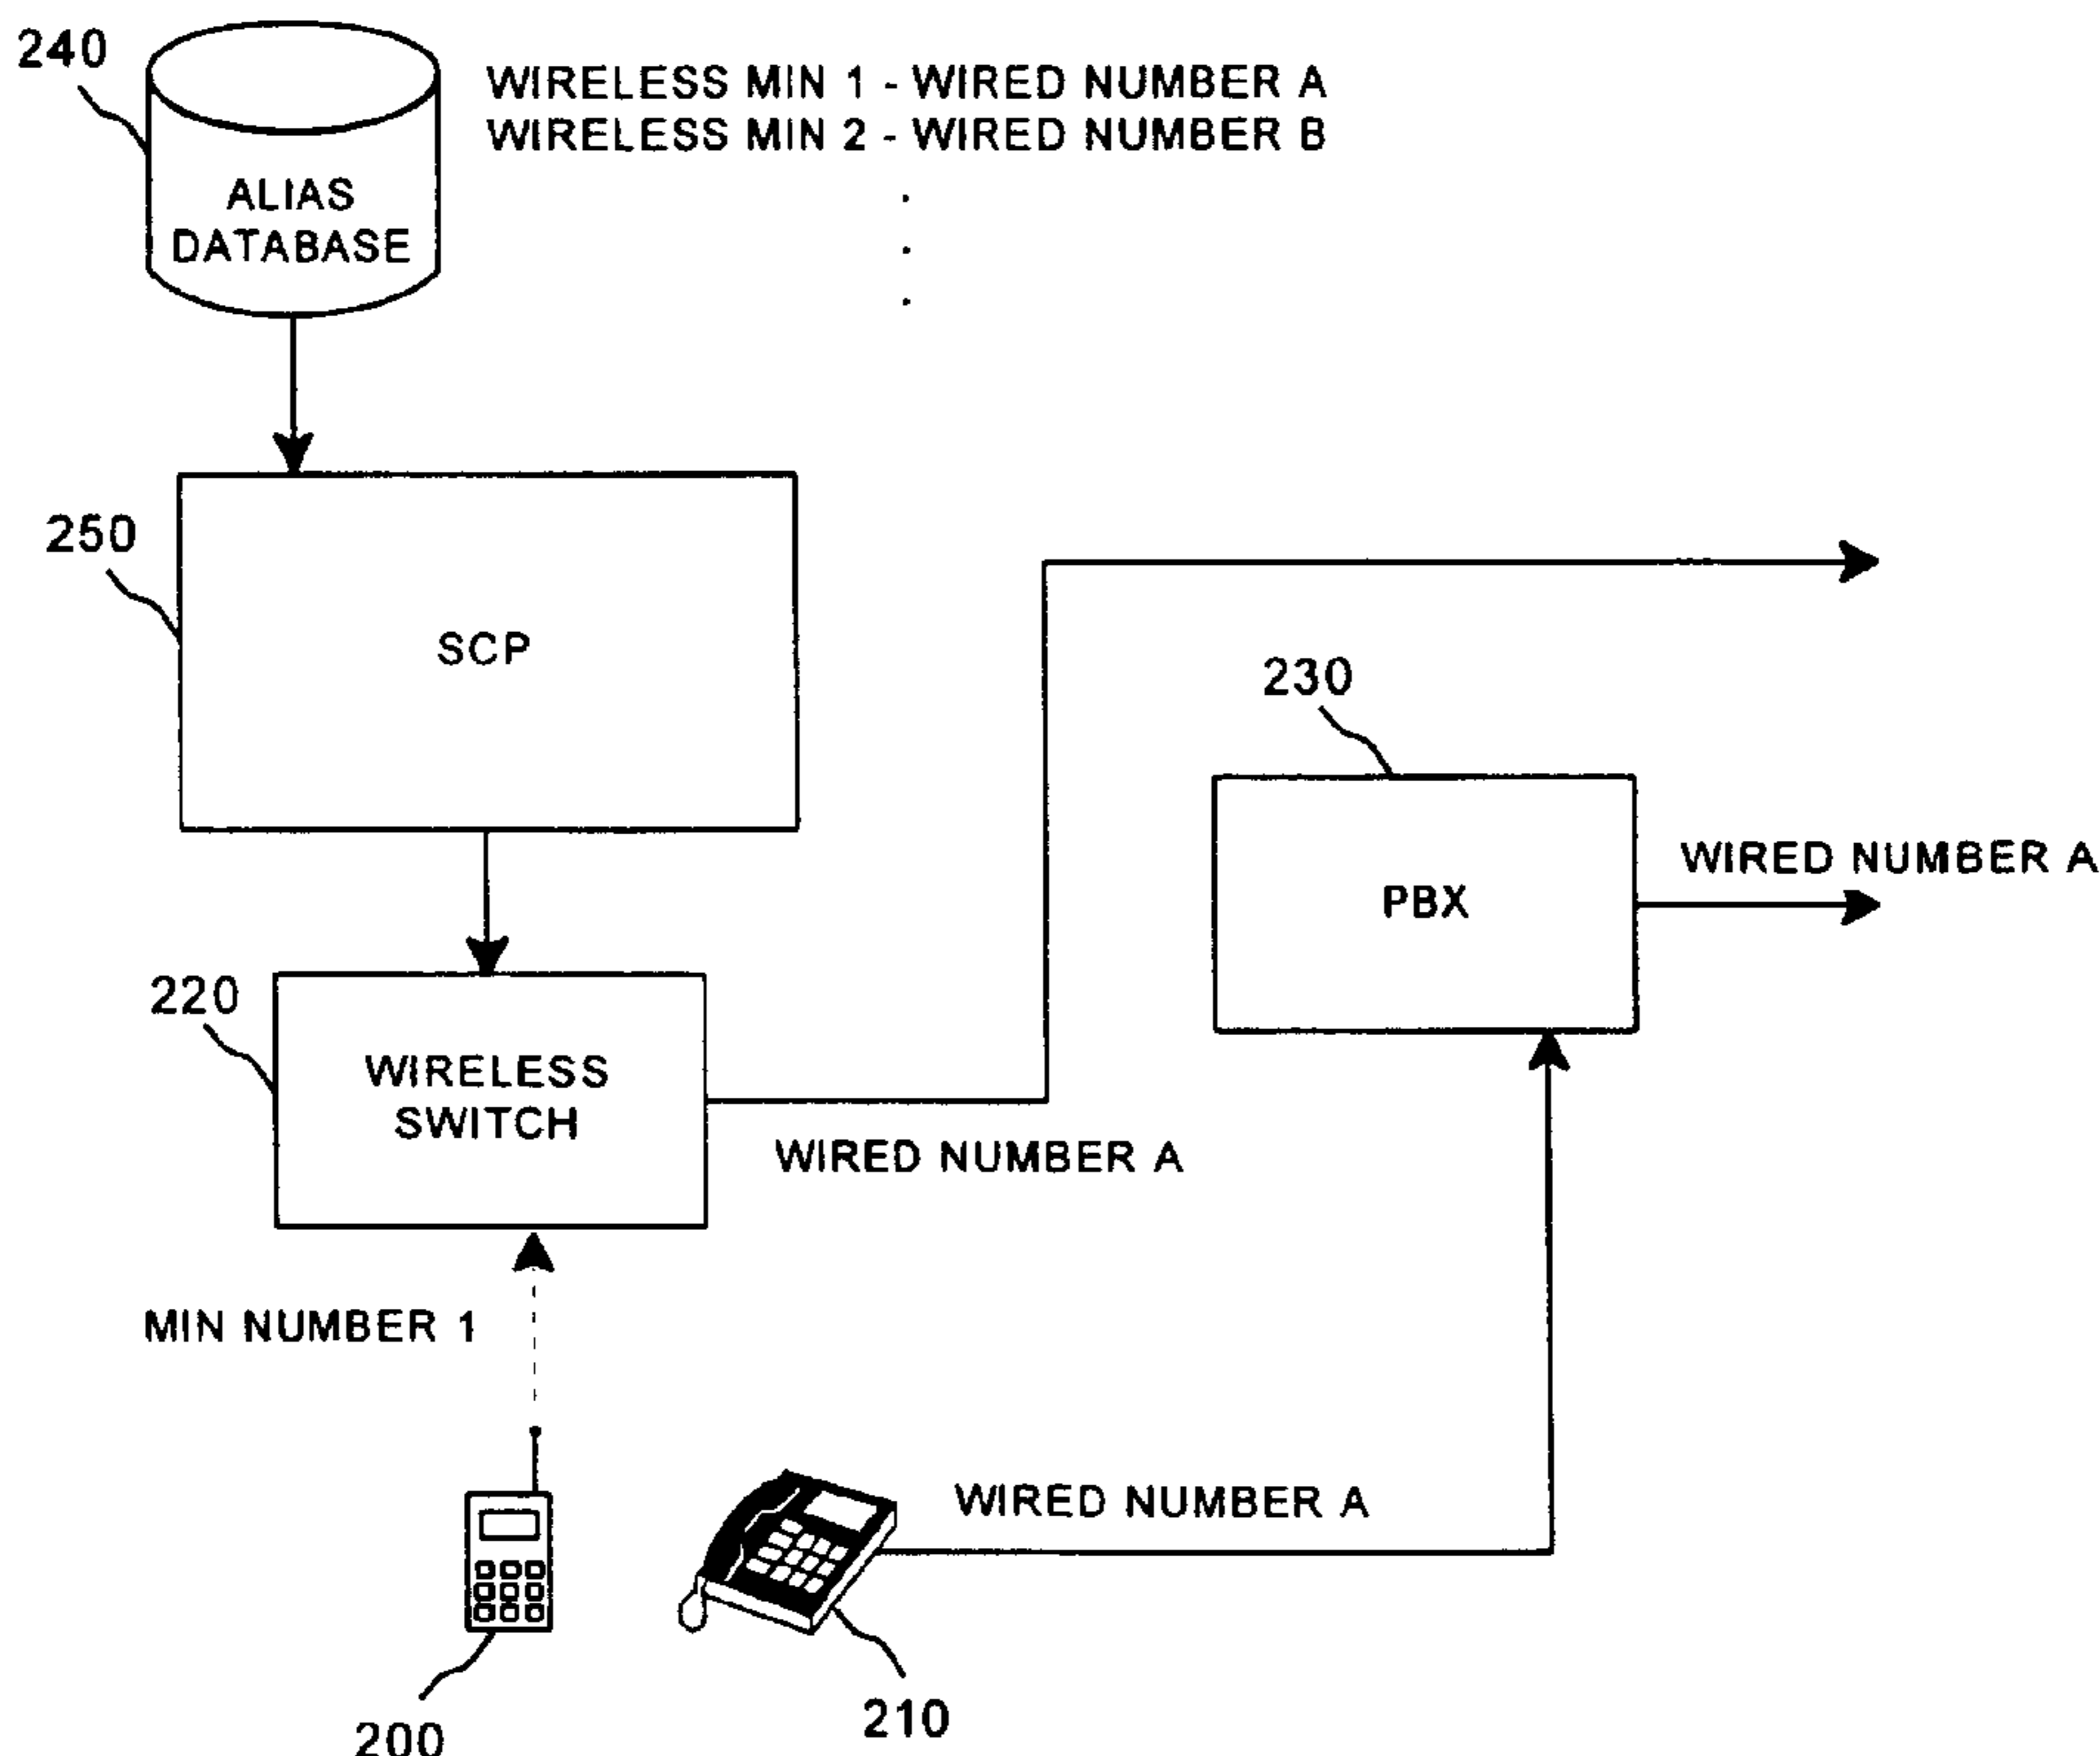 240
WIRELESS MIN 1 - WIRED NUMBER A
WIRELESS MIN 2 - WIRED NUMBER B
.
.
.
ALIAS
DATABASE
250
SCP
230
PBX
WIRED NUMBER A
220
WIRELESS
SWITCH
WIRED NUMBER A
MIN NUMBER 1
WIRED NUMBER A
210
200